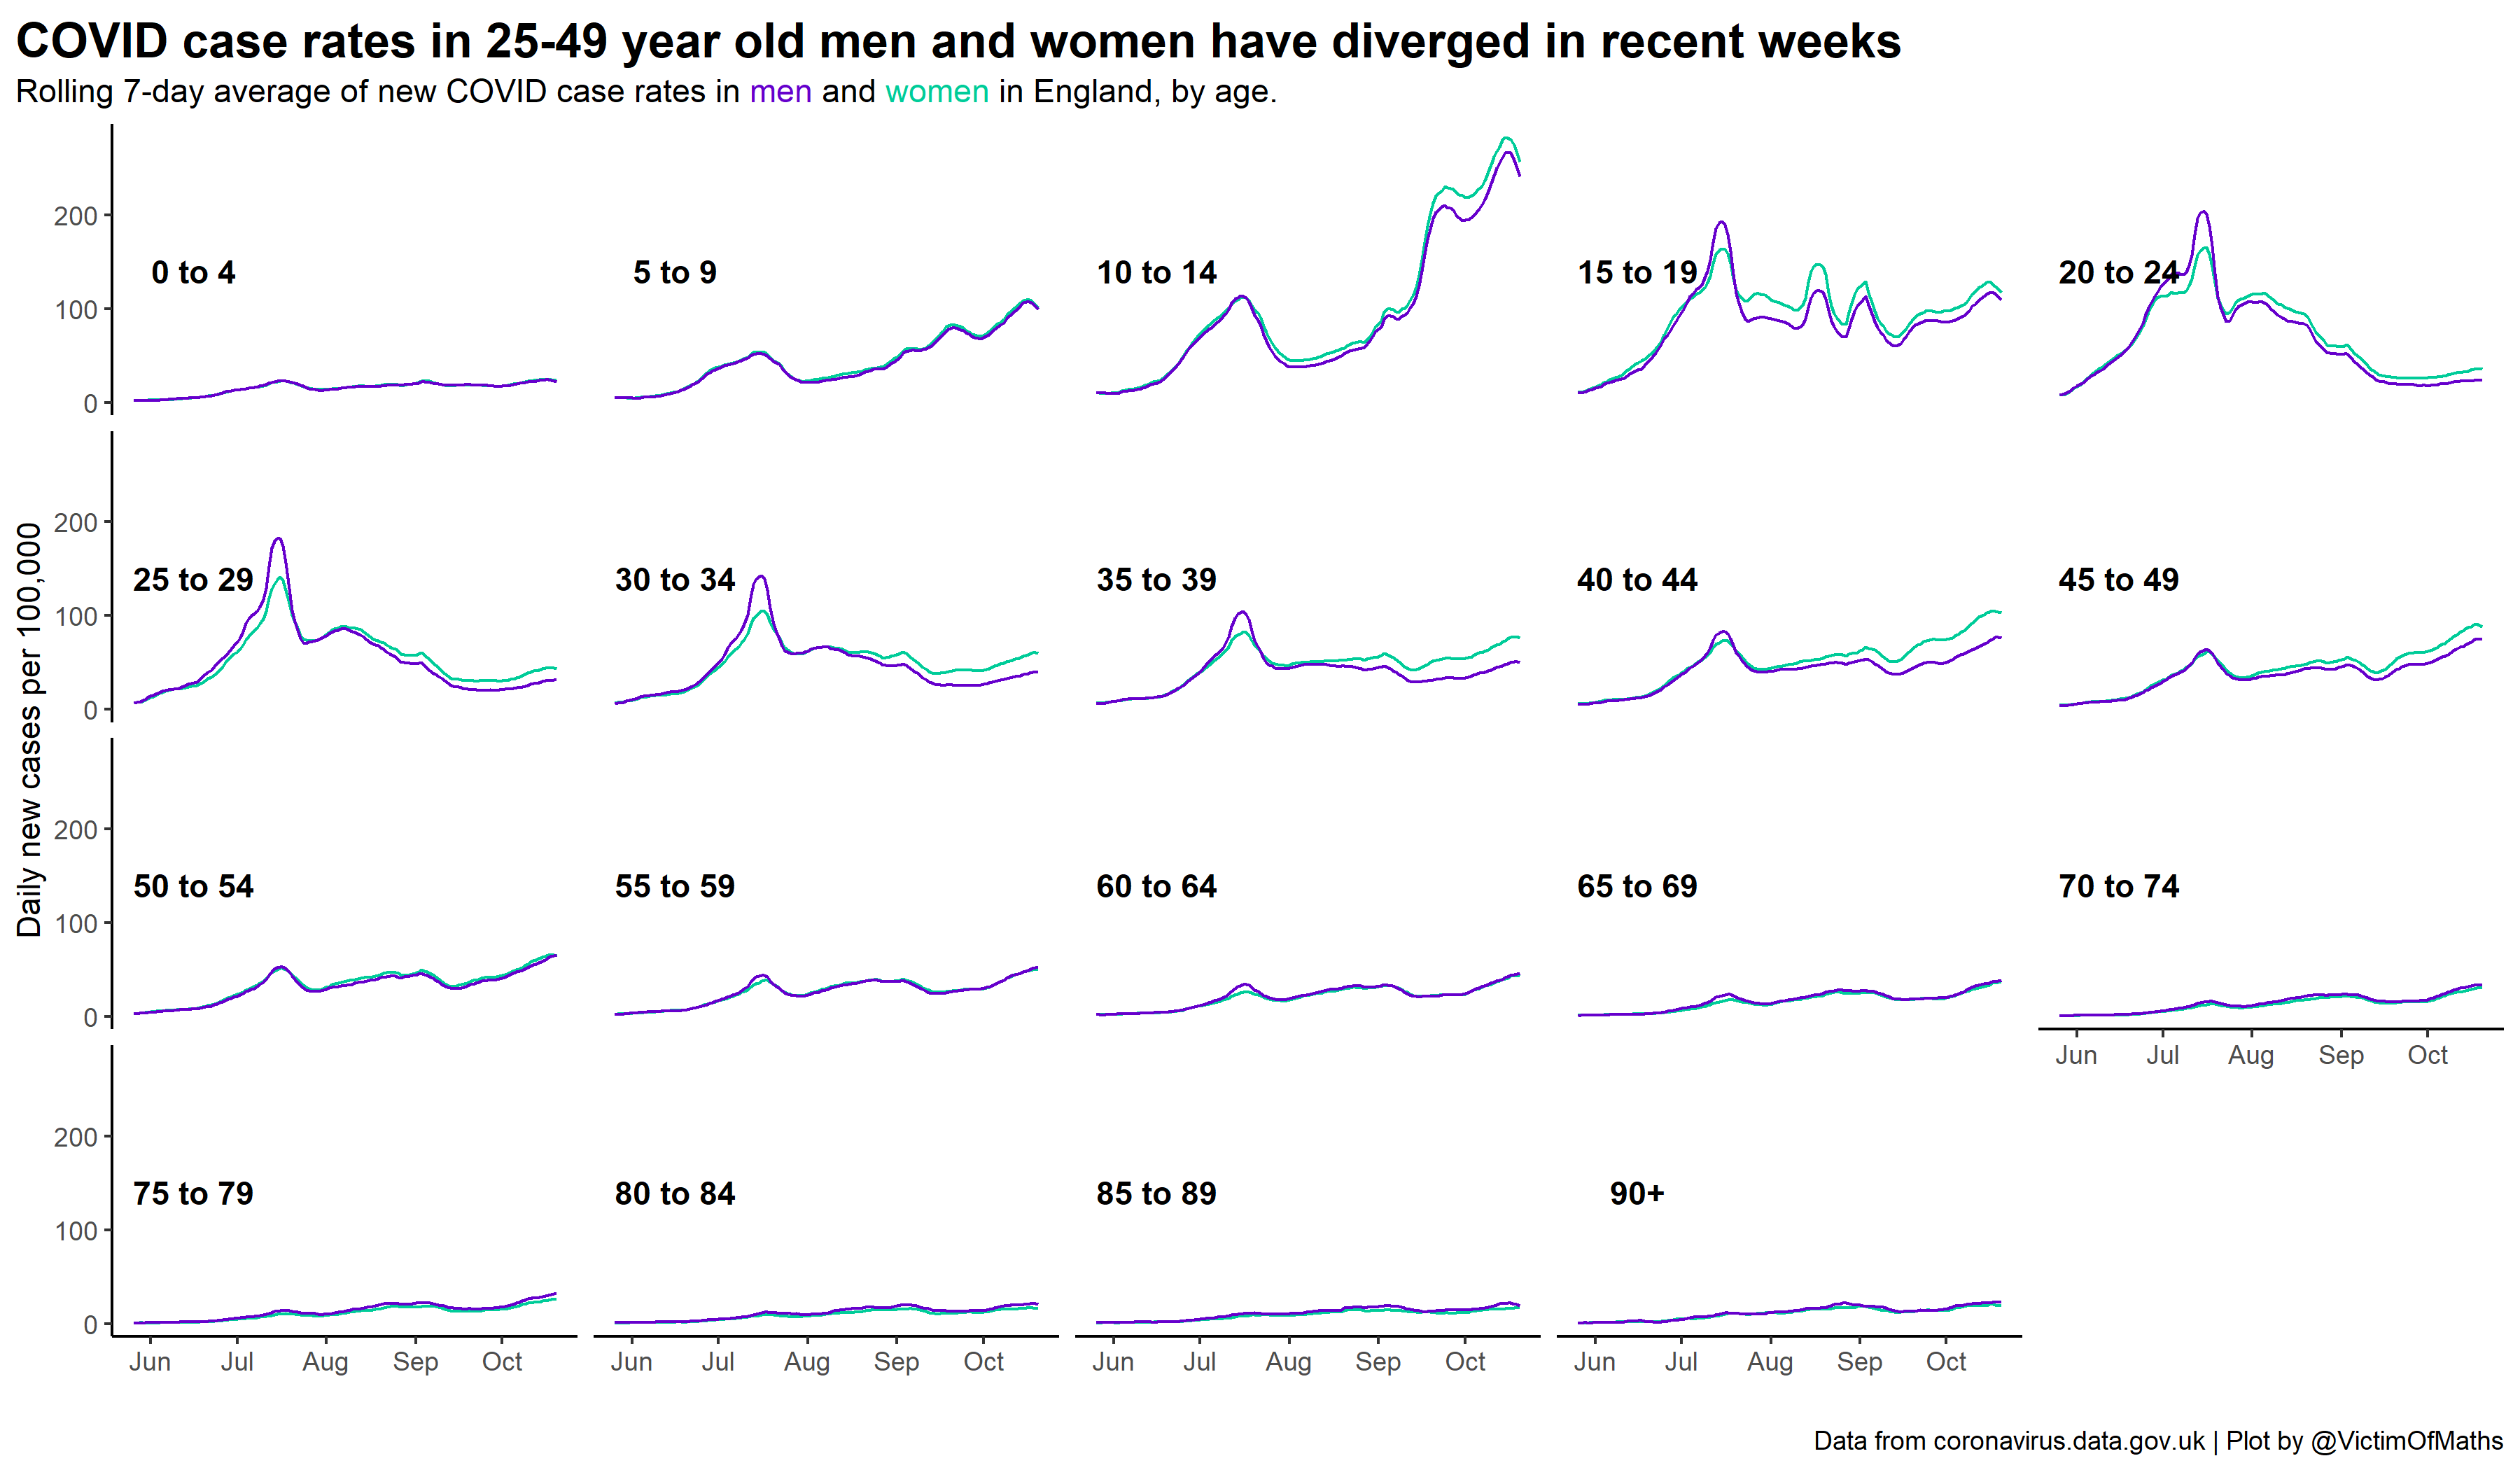 COVID case rates in 25-49 year old men and women have diverged in recent weeks
Rolling 7-day average of new COVID case rates in men and women in England, by age.
Daily new cases per 100,000
200
100
0
0 to 4
5 to 9
10 to 14
15 to 19
20 to 24
200
100
0
25 to 29
30 to 34
35 to 39
40 to 44
45 to 49
200
100
0
50 to 54
55 to 59
60 to 64
65 to 69
70 to 74
Jun Jul Aug Sep Oct
200
100
0
75 to 79
80 to 84
85 to 89
90+
Jun Jul Aug Sep Oct
Jun Jul Aug Sep Oct
Jun Jul Aug Sep Oct
Jun Jul Aug Sep Oct
Data from coronavirus.data.gov.uk | Plot by @VictimOfMaths